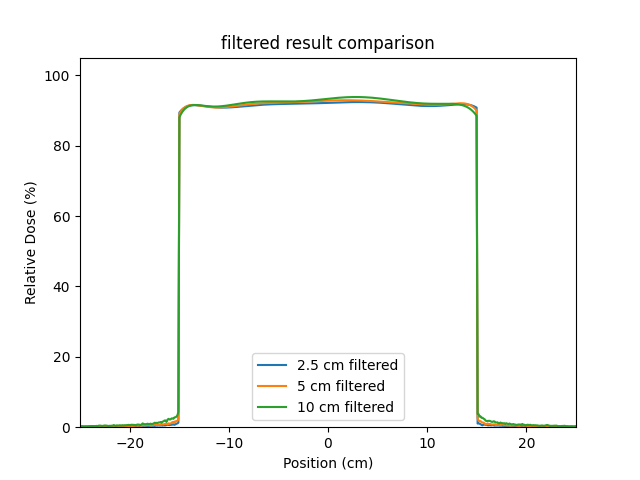 filtered result comparison
100
80
60
40
20
0
Relative Dose (%)
2.5 cm filtered
5 cm filtered
10 cm filtered
−20 −10 0 10 20
Position (cm)